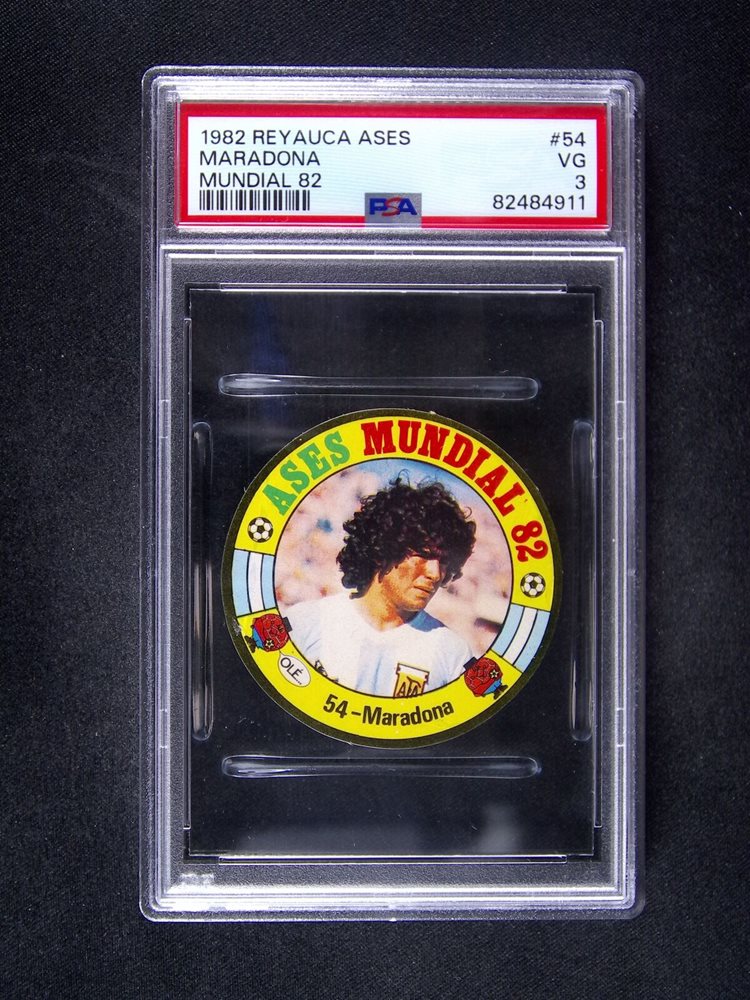 1982 REYAUCA ASES #54
MARADONA VG
MUNDIAL 82 3
PSA 82484911
ASES MUNDIAL 82
OLÉ...
AFA
54-Maradona